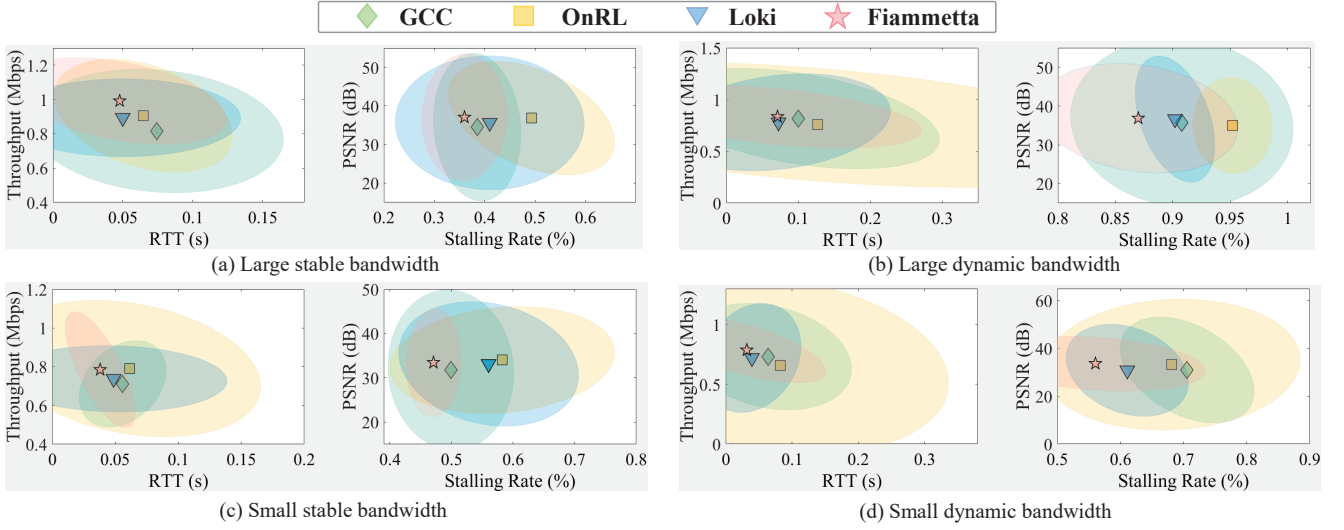 GCC OnRL Loki Fiammetta
Throughput (Mbps)
1.2
1
0.8
0.6
0.4
0 0.05 0.1 0.15
RTT (s)
PSNR (dB)
50
40
30
20
0.2 0.3 0.4 0.5 0.6
Stalling Rate (%)
(a) Large stable bandwidth
Throughput (Mbps)
1.5
1
0.5
0
0 0.1 0.2 0.3
RTT (s)
PSNR (dB)
50
40
30
20
0.8 0.85 0.9 0.95 1
Stalling Rate (%)
(b) Large dynamic bandwidth
Throughput (Mbps)
1.2
1
0.8
0.6
0.4
0 0.05 0.1 0.15 0.2
RTT (s)
PSNR (dB)
50
40
30
20
0.4 0.5 0.6 0.7 0.8
Stalling Rate (%)
(c) Small stable bandwidth
Throughput (Mbps)
1
0.5
0
0 0.1 0.2 0.3
RTT (s)
PSNR (dB)
60
40
20
0
0.5 0.6 0.7 0.8 0.9
Stalling Rate (%)
(d) Small dynamic bandwidth